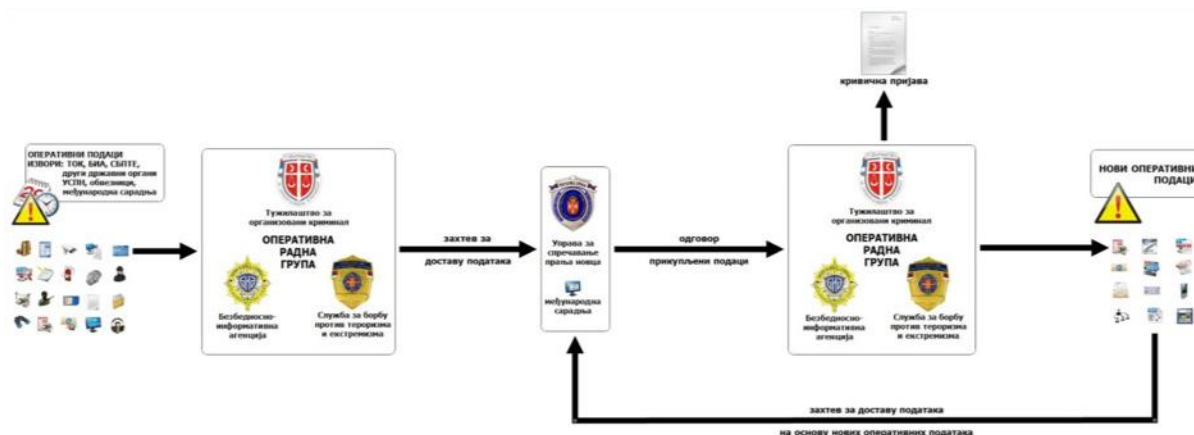 кривична пријава
ОПЕРАТИВНИ ПОДАЦИ
ИЗВОРИ: ТОК, БИА, СБПТЕ,
други државни органи
УСПН, обвезници,
међународна сарадња
Тужилаштво за
организовани криминал
ОПЕРАТИВНА
РАДНА
ГРУПА
Безбедносно-
информативна
агенција
Служба за борбу
против тероризма
и екстремизма
захтев за
доставу података
Управа за
спречавање
прања новца
међународна
сарадња
одговор
прикупљени подаци
Тужилаштво за
организовани криминал
ОПЕРАТИВНА
РАДНА
ГРУПА
Безбедносно-
информативна
агенција
Служба за борбу
против тероризма
и екстремизма
НОВИ ОПЕРАТИВНИ
ПОДАЦИ
захтев за доставу података
на основу нових оперативних података